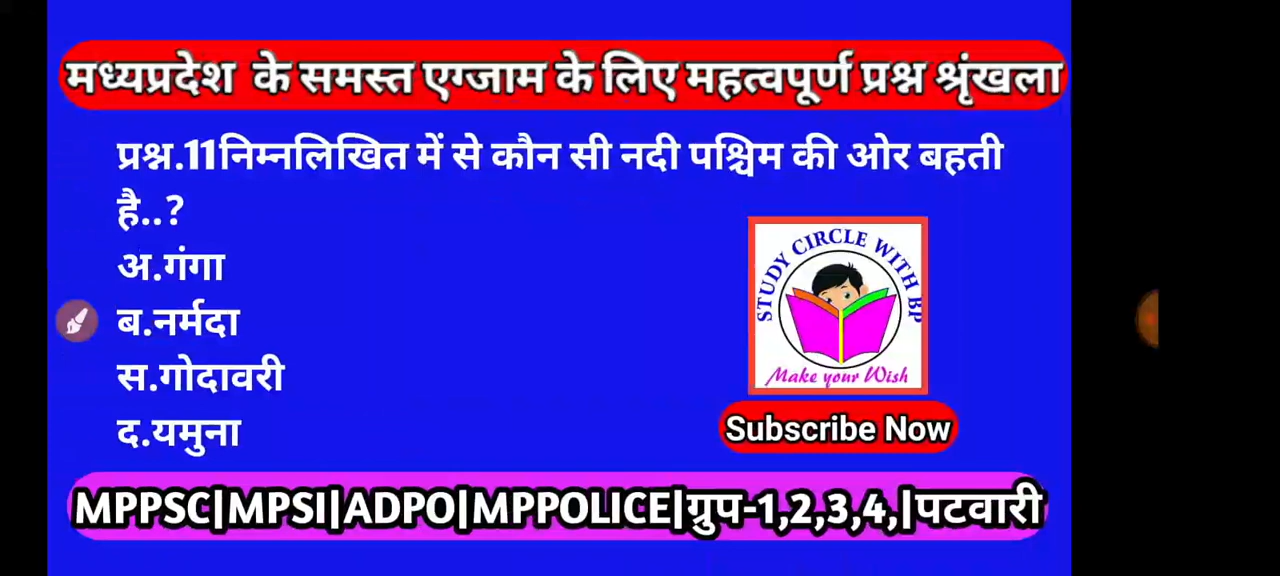 मध्यप्रदेश के समस्त एग्जाम के लिए महत्वपूर्ण प्रश्न श्रृंखला
प्रश्न.11निम्नलिखित में से कौन सी नदी पश्चिम की ओर बहती
है..?
अ.गंगा
ब.नर्मदा
स.गोदावरी
द.यमुना
STUDY CIRCLE WITH BP
Make your Wish
Subscribe Now
MPPSC|MPSI|ADPO|MPPOLICE|ग्रुप-1,2,3,4,|पटवारी